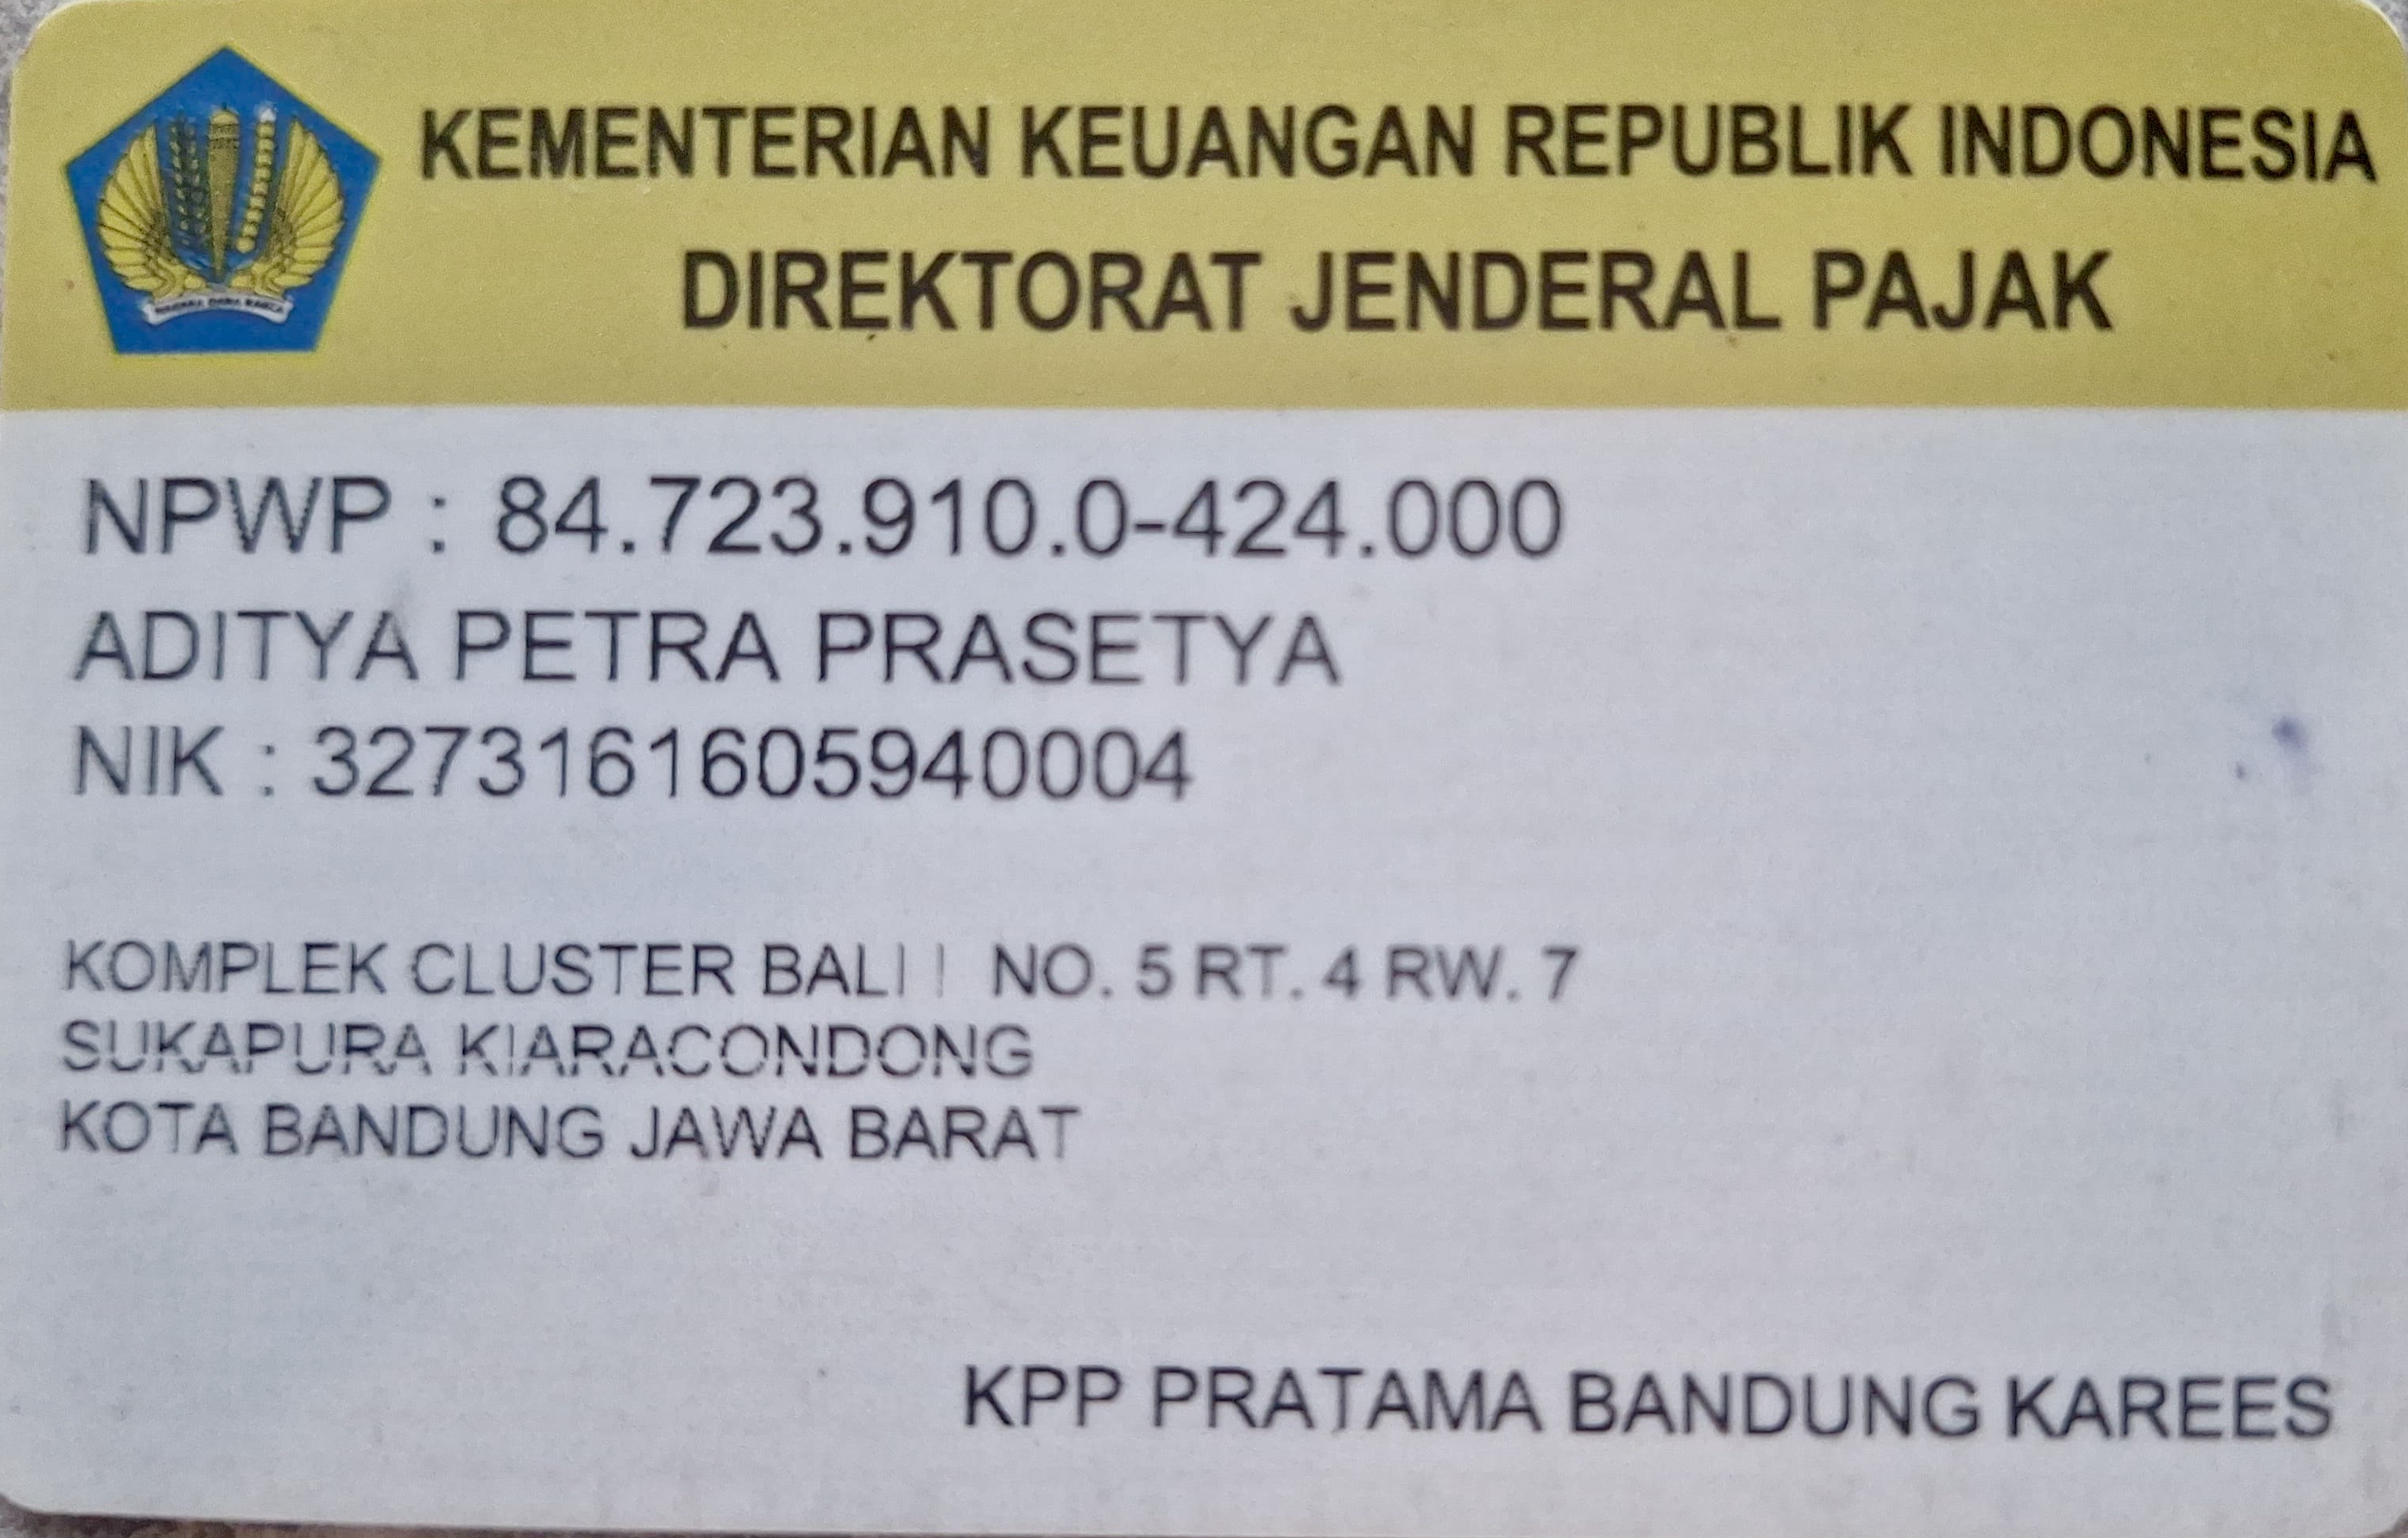 KEMENTERIAN KEUANGAN REPUBLIK INDONESIA
DIREKTORAT JENDERAL PAJAK
NPWP : 84.723.910.0-424.000
ADITYA PETRA PRASETYA
NIK : 3273161605940004
KOMPLEK CLUSTER BALI I NO. 5 RT. 4 RW. 7
SUKAPURA KIARACONDONG
KOTA BANDUNG JAWA BARAT
KPP PRATAMA BANDUNG KAREES